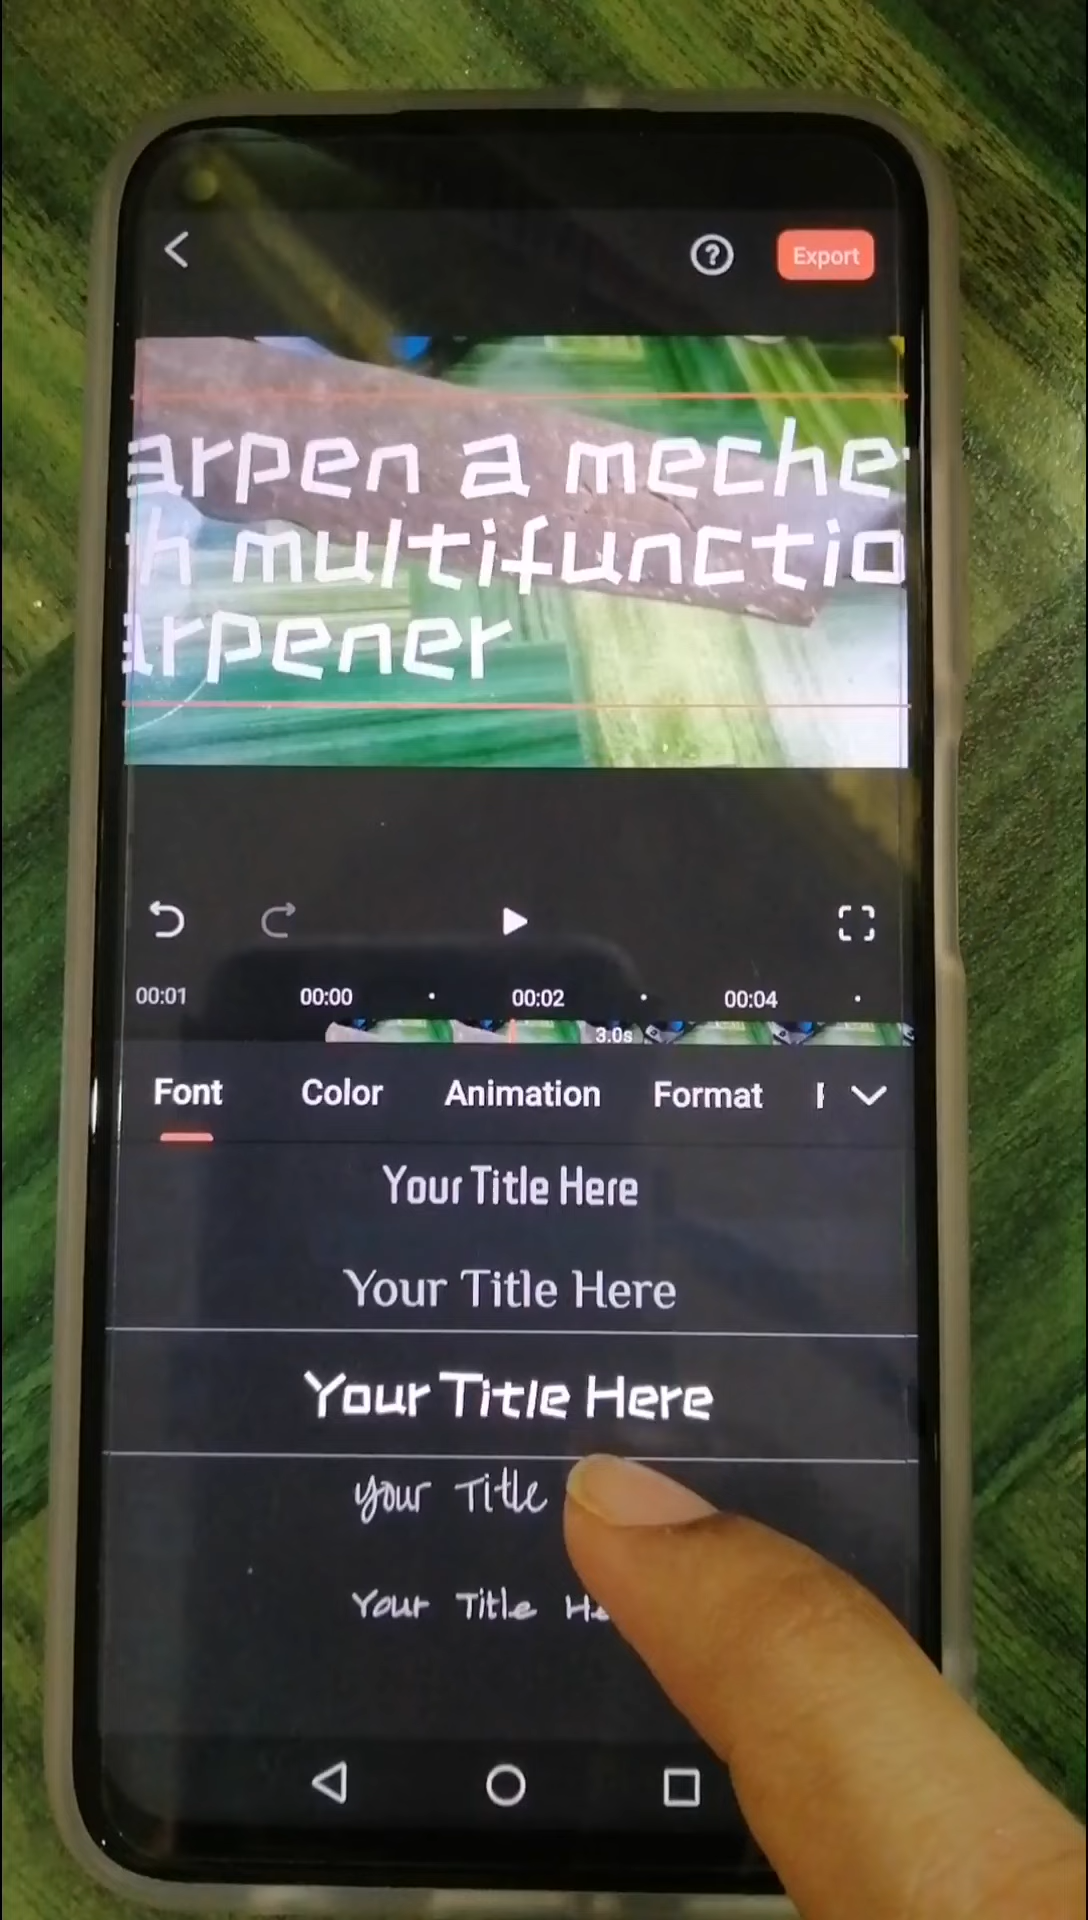 Export
arpen a meche
h multifunctio
arpener
00:01 00:00 00:02 00:04
3.0s
Font Color Animation Format
Your Title Here
Your Title Here
Your Title Here
Your Title
Your Title He